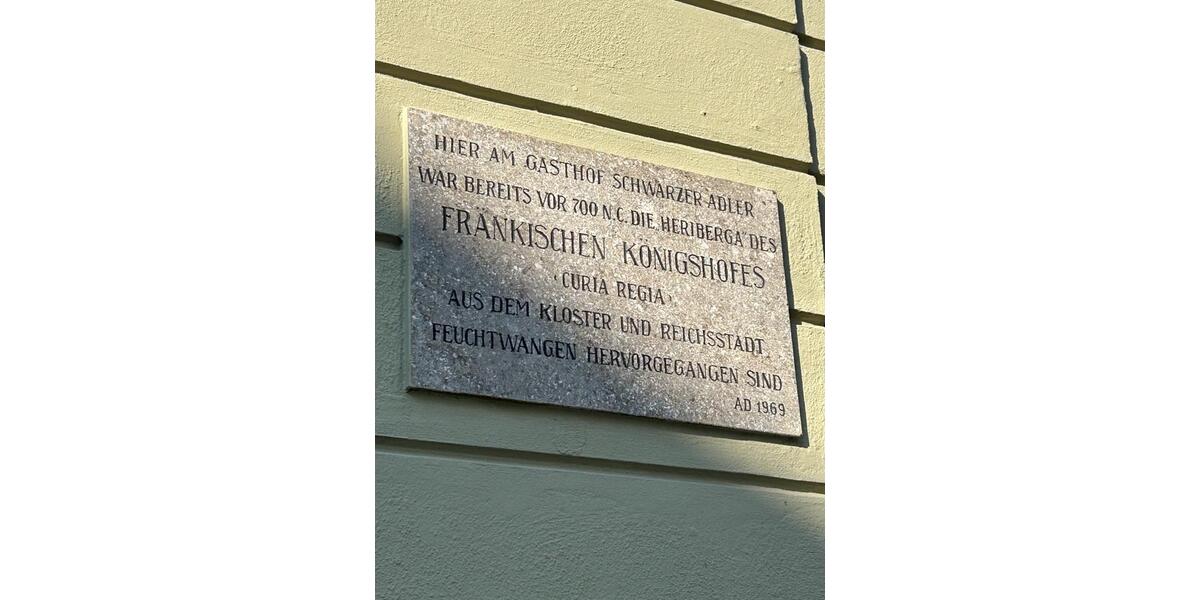 HIER AM GASTHOF SCHWARZER ADLER
WAR BEREITS VOR 700 N.C. DIE „HERIBERGA" DES
FRÄNKISCHEN KÖNIGSHOFES
‹CURIA REGIA›
AUS DEM KLOSTER UND REICHSSTADT
FEUCHTWANGEN HERVORGEGANGEN SIND
AD 1969